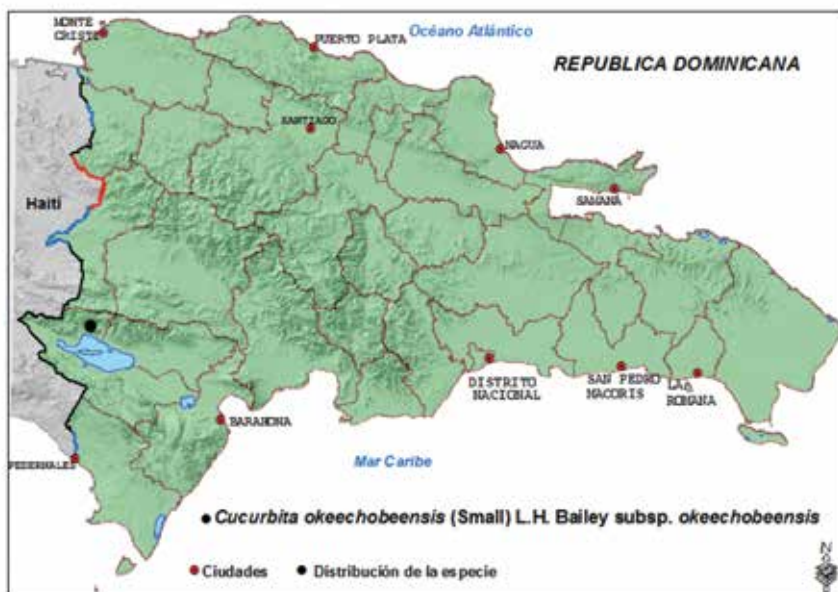 MONTE
CRISTI
PUERTO PLATA
Océano Atlántico
REPUBLICA DOMINICANA
SANTIAGO
NAGUA
SAMANÁ
Haití
DISTRITO
NACIONAL
SAN PEDRO
MACORIS
LA
ROMANA
BARAHONA
PEDERNALES
Mar Caribe
Cucurbita okeechobeensis (Small) L.H. Bailey subsp. okeechobeensis
Ciudades
Distribución de la especie